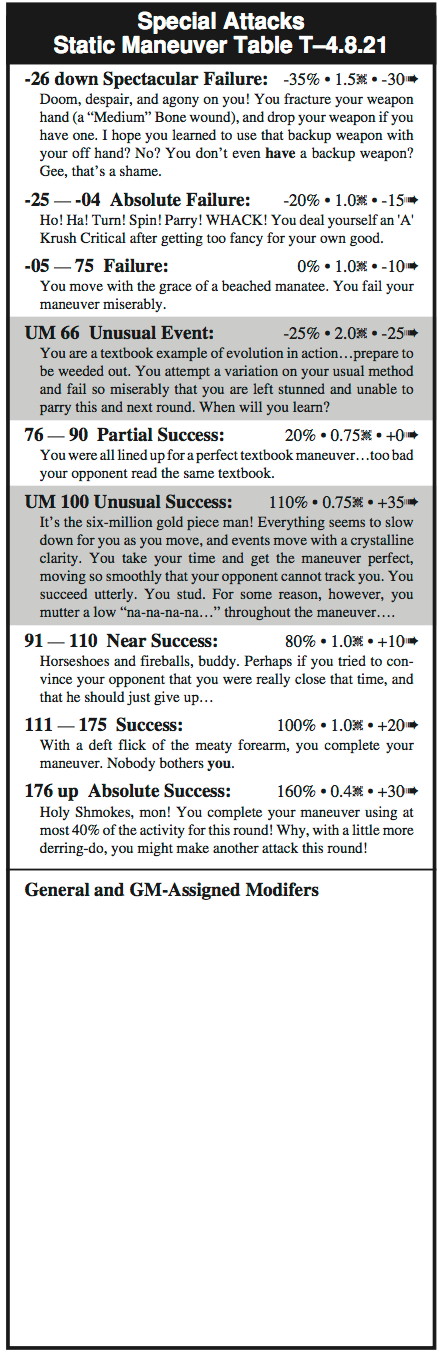 Special Attacks
Static Maneuver Table T–4.8.21
-26 down Spectacular Failure: -35% • 1.5⌘ • -30➠
Doom, despair, and agony on you! You fracture your weapon
hand (a “Medium” Bone wound), and drop your weapon if you
have one. I hope you learned to use that backup weapon with
your off hand? No? You don’t even have a backup weapon?
Gee, that’s a shame.
-25 — -04 Absolute Failure: -20% • 1.0⌘ • -15➠
Ho! Ha! Turn! Spin! Parry! WHACK! You deal yourself an 'A'
Krush Critical after getting too fancy for your own good.
-05 — 75 Failure: 0% • 1.0⌘ • -10➠
You move with the grace of a beached manatee. You fail your
maneuver miserably.
UM 66 Unusual Event: -25% • 2.0⌘ • -25➠
You are a textbook example of evolution in action…prepare to
be weeded out. You attempt a variation on your usual method
and fail so miserably that you are left stunned and unable to
parry this and next round. When will you learn?
76 — 90 Partial Success: 20% • 0.75⌘ • +0➠
You were all lined up for a perfect textbook maneuver…too bad
your opponent read the same textbook.
UM 100 Unusual Success: 110% • 0.75⌘ • +35➠
It’s the six-million gold piece man! Everything seems to slow
down for you as you move, and events move with a crystalline
clarity. You take your time and get the maneuver perfect,
moving so smoothly that your opponent cannot track you. You
succeed utterly. You stud. For some reason, however, you
mutter a low “na-na-na-na…” throughout the maneuver….
91 — 110 Near Success: 80% • 1.0⌘ • +10➠
Horseshoes and fireballs, buddy. Perhaps if you tried to con-
vince your opponent that you were really close that time, and
that he should just give up…
111 — 175 Success: 100% • 1.0⌘ • +20➠
With a deft flick of the meaty forearm, you complete your
maneuver. Nobody bothers you.
176 up Absolute Success: 160% • 0.4⌘ • +30➠
Holy Shmokes, mon! You complete your maneuver using at
most 40% of the activity for this round! Why, with a little more
derring-do, you might make another attack this round!
General and GM-Assigned Modifers